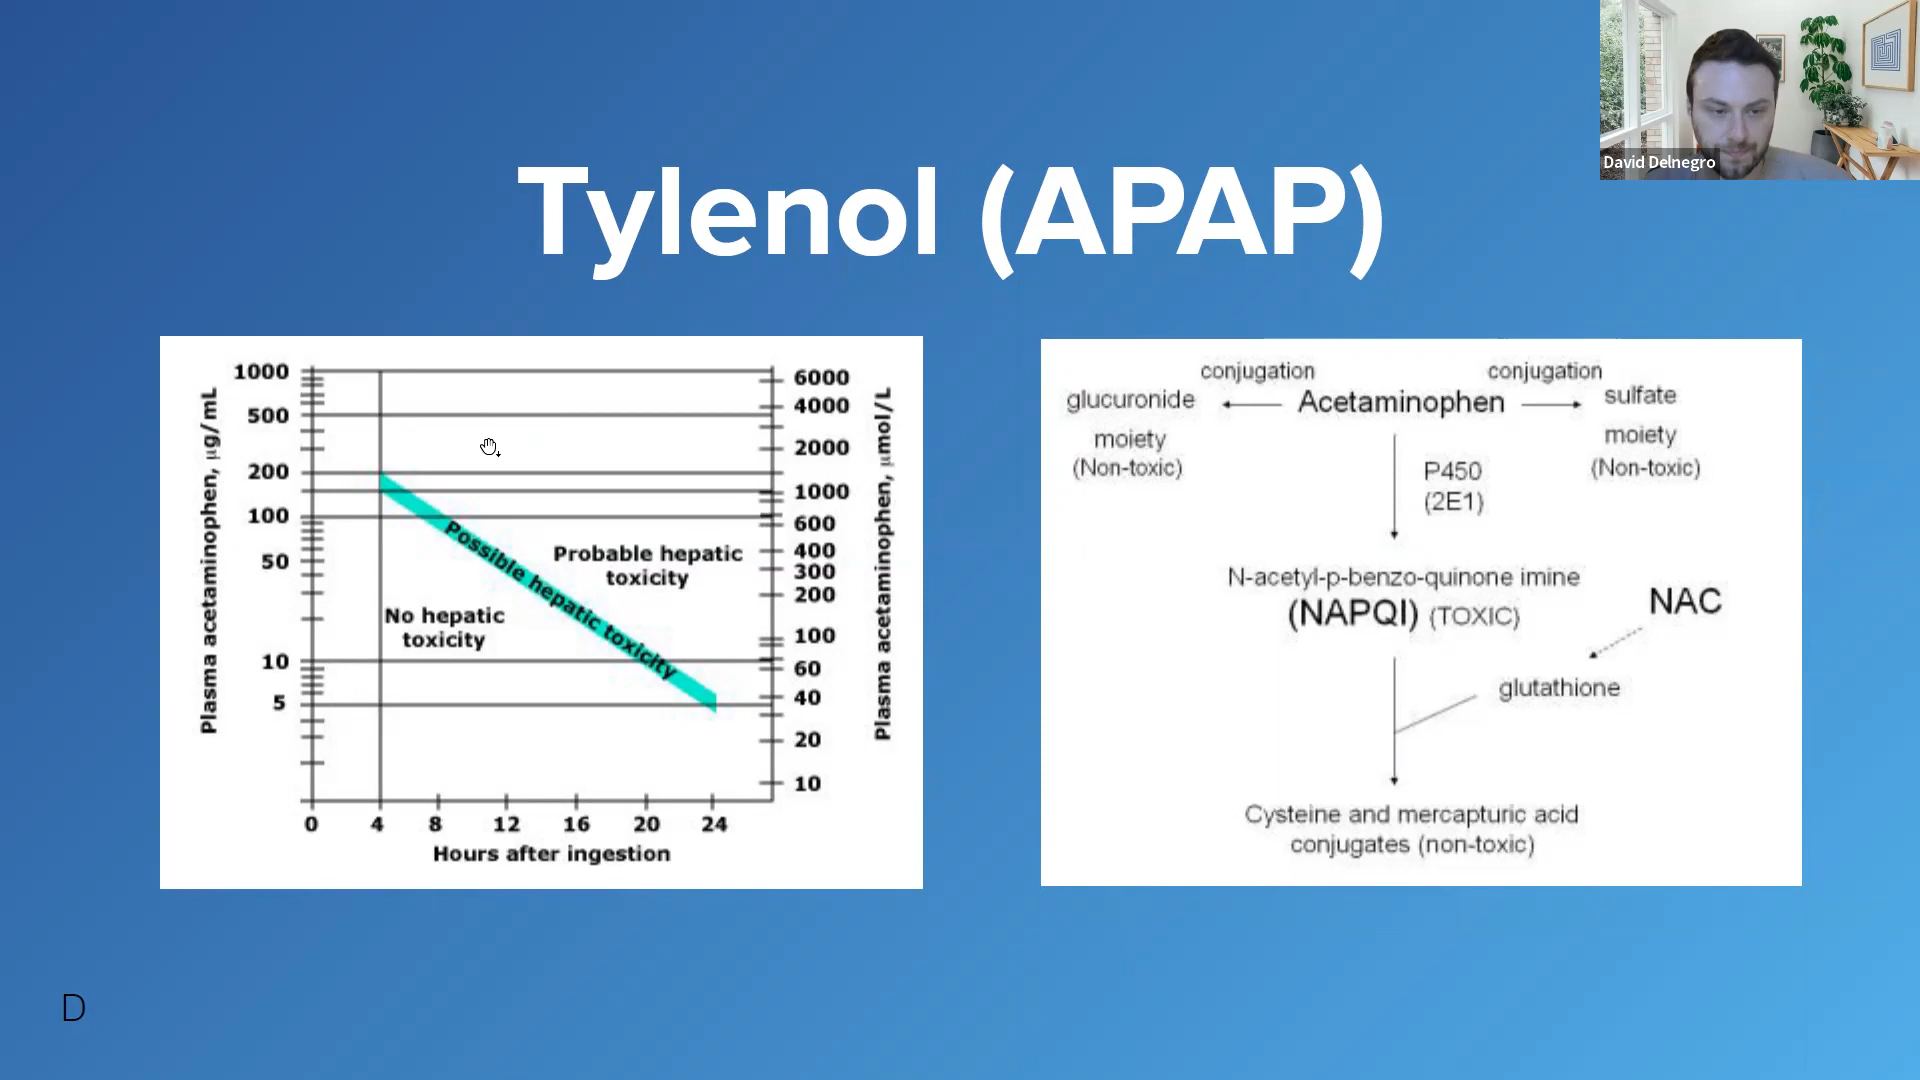 David Delnegro
Tylenol (APAP)
Plasma acetaminophen, µg/mL
1000
500
200
100
50
10
5
6000
4000
2000
1000
600
400
300
200
100
60
40
20
10
Plasma acetaminophen, µmol/L
Possible hepatic toxicity
Probable hepatic
toxicity
No hepatic
toxicity
0 4 8 12 16 20 24
Hours after ingestion
conjugation conjugation
glucuronide Acetaminophen sulfate
moiety moiety
(Non-toxic) (Non-toxic)
P450
(2E1)
N-acetyl-p-benzo-quinone imine
(NAPQI) (TOXIC)
NAC
glutathione
Cysteine and mercapturic acid
conjugates (non-toxic)
D